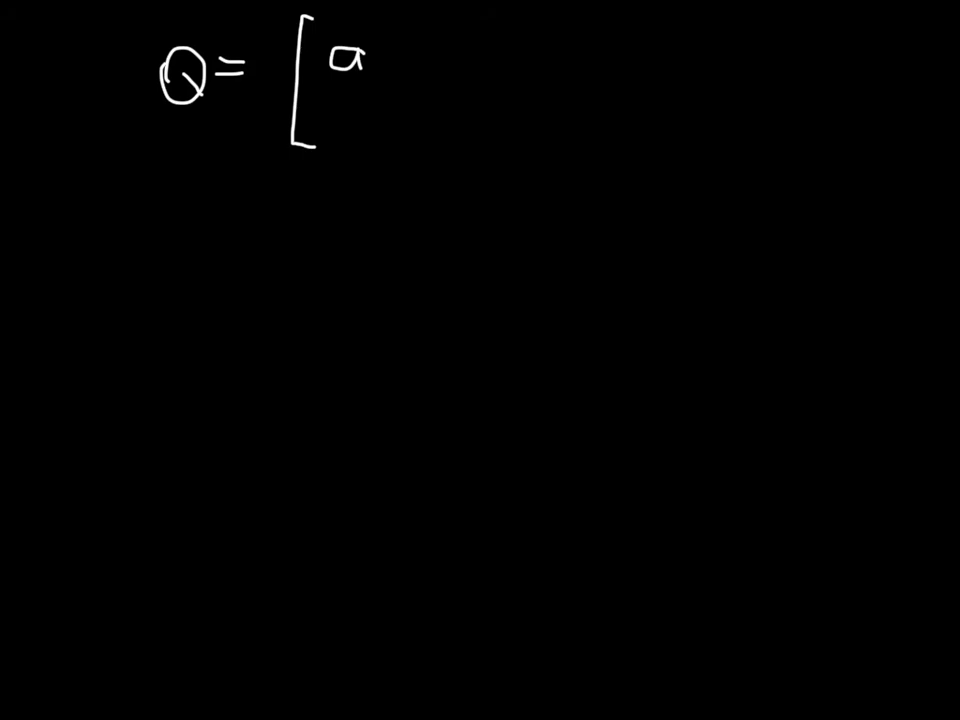 Q = [ a